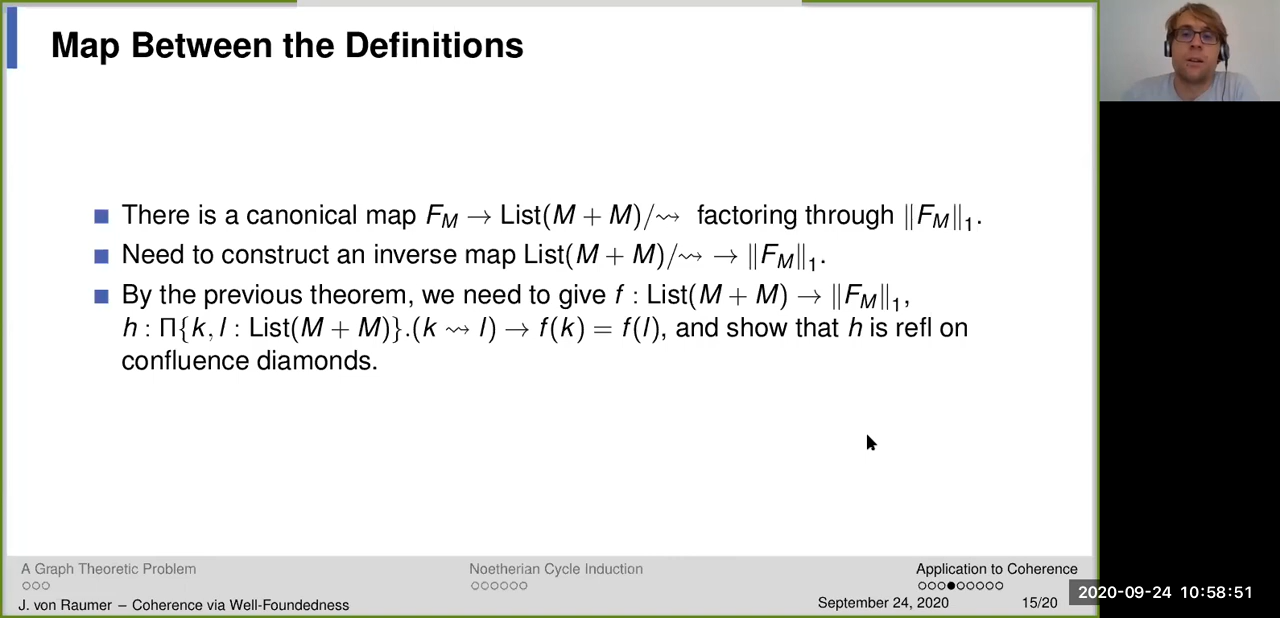 Map Between the Definitions
There is a canonical map F_M → List(M + M)/⇝ factoring through ‖F_M‖₁.
Need to construct an inverse map List(M + M)/⇝ → ‖F_M‖₁.
By the previous theorem, we need to give f : List(M + M) → ‖F_M‖₁,
h : Π{k, l : List(M + M)}.(k ⇝ l) → f(k) = f(l), and show that h is refl on
confluence diamonds.
A Graph Theoretic Problem
Noetherian Cycle Induction
Application to Coherence
J. von Raumer – Coherence via Well-Foundedness
September 24, 2020
15/20
2020-09-24 10:58:51